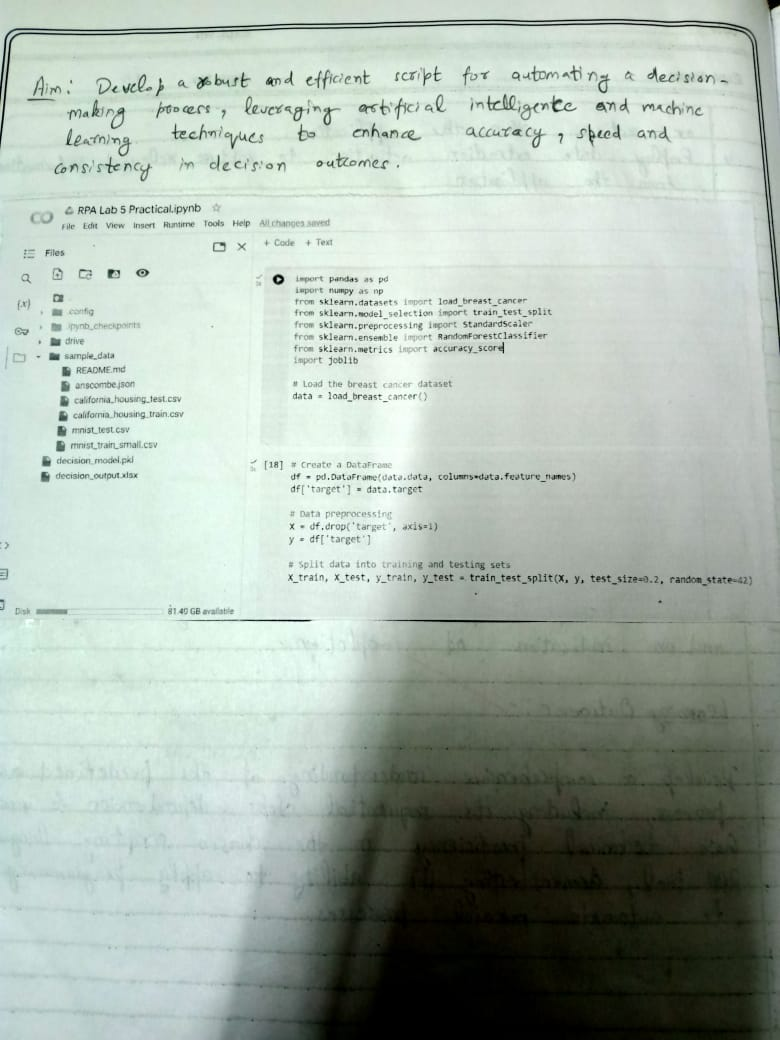 Aim: Develop a robust and efficient script for automating a decision-
making process, leveraging artificial intelligence and machine
learning techniques to enhance accuracy, speed and
consistency in decision outcomes.
RPA Lab 5 Practical.ipynb
File Edit View Insert Runtime Tools Help All changes saved
Files
+ Code + Text
{x}
..
.config
.ipynb_checkpoints
drive
sample_data
README.md
anscombe.json
california_housing_test.csv
california_housing_train.csv
mnist_test.csv
mnist_train_small.csv
decision_model.pkl
decision_output.xlsx
Disk 81.49 GB available
import pandas as pd
import numpy as np
from sklearn.datasets import load_breast_cancer
from sklearn.model_selection import train_test_split
from sklearn.preprocessing import StandardScaler
from sklearn.ensemble import RandomForestClassifier
from sklearn.metrics import accuracy_score
import joblib
# Load the breast cancer dataset
data = load_breast_cancer()
[18] # Create a DataFrame
df = pd.DataFrame(data.data, columns=data.feature_names)
df['target'] = data.target
# Data preprocessing
X = df.drop('target', axis=1)
y = df['target']
# Split data into training and testing sets
X_train, X_test, y_train, y_test = train_test_split(X, y, test_size=0.2, random_state=42)